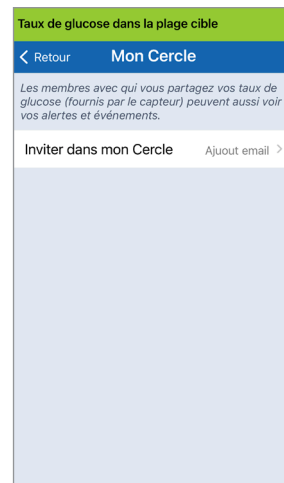 Taux de glucose dans la plage cible
Retour Mon Cercle
Les membres avec qui vous partagez vos taux de
glucose (fournis par le capteur) peuvent aussi voir
vos alertes et événements.
Inviter dans mon Cercle Ajuout email